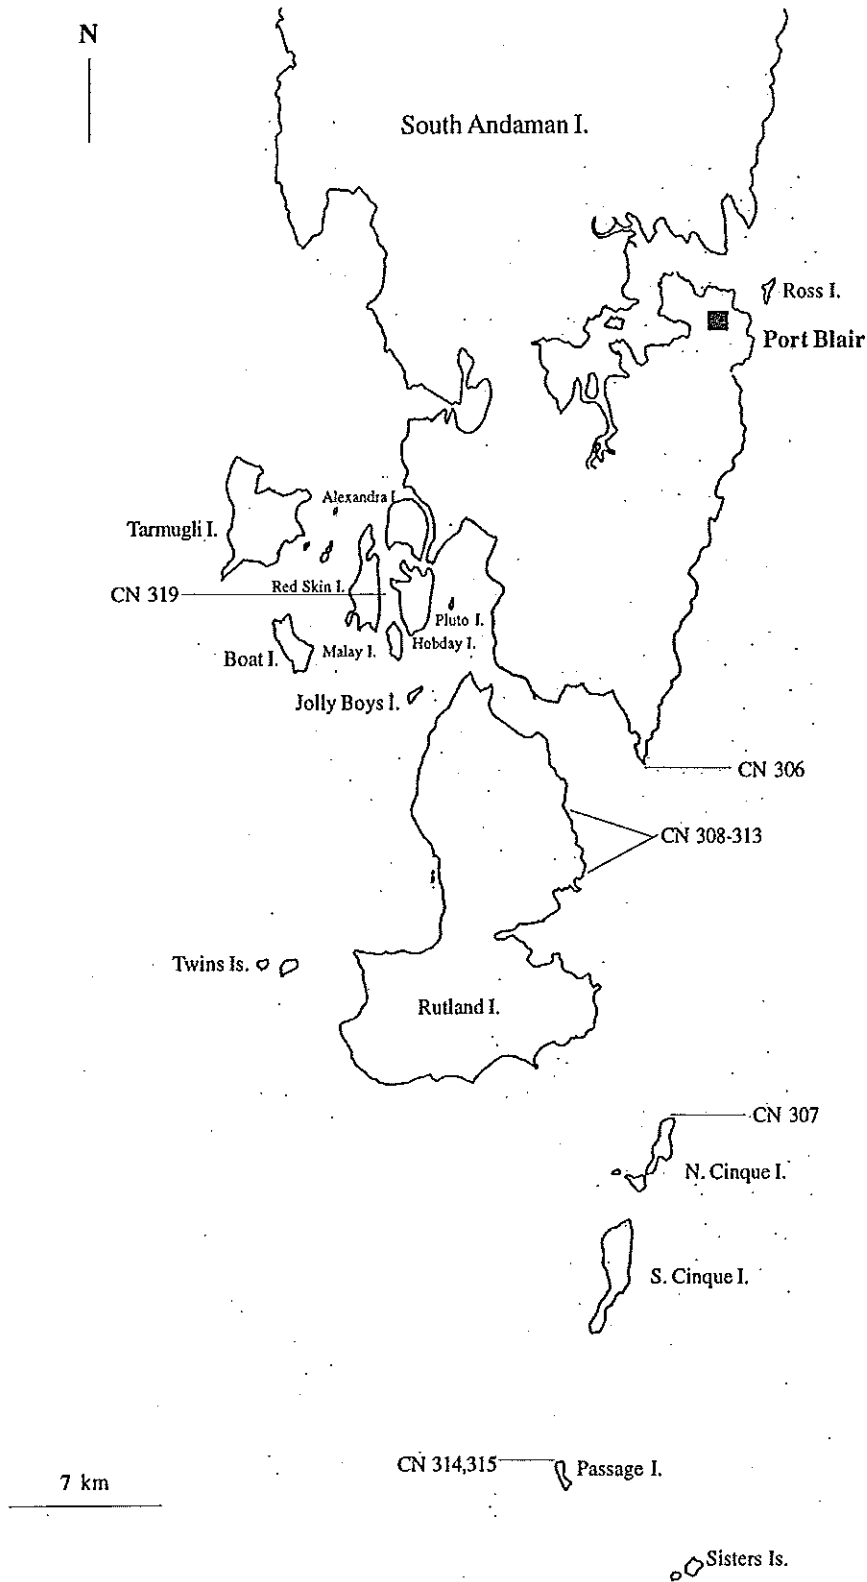 N
South Andaman I.
Ross I.
Port Blair
Alexandra I.
Tarmugli I.
Red Skin I.
CN 319
Pluto I.
Hobday I.
Malay I.
Boat I.
Jolly Boys I.
CN 306
CN 308-313
Twins Is.
Rutland I.
CN 307
N. Cinque I.
S. Cinque I.
CN 314,315
Passage I.
7 km
Sisters Is.